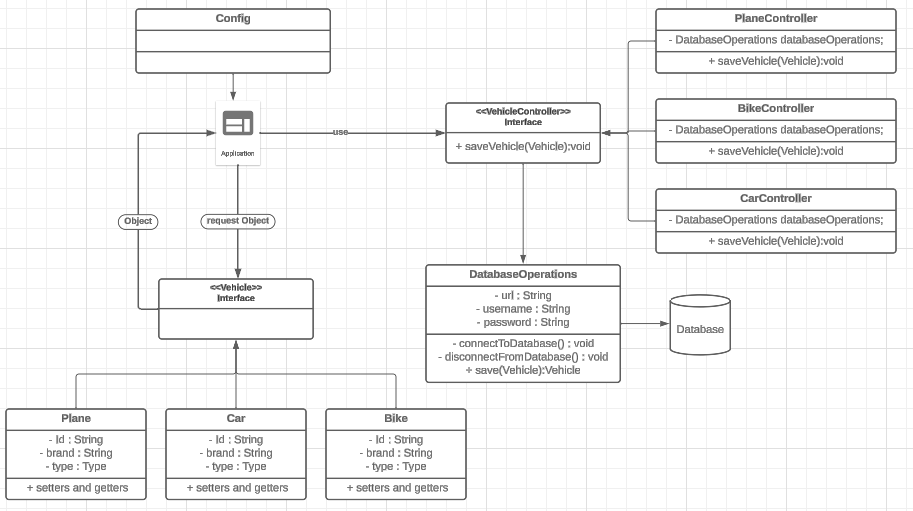 Config
PlaneController
- DatabaseOperations databaseOperations;
+ saveVehicle(Vehicle):void
Application
use
<<VehicleController>>
Interface
+ saveVehicle(Vehicle):void
BikeController
- DatabaseOperations databaseOperations;
+ saveVehicle(Vehicle):void
CarController
- DatabaseOperations databaseOperations;
+ saveVehicle(Vehicle):void
Object
request Object
<<Vehicle>>
Interface
DatabaseOperations
- url : String
- username : String
- password : String
- connectToDatabase() : void
- disconnectFromDatabase() : void
+ save(Vehicle):Vehicle
Database
Plane
- Id : String
- brand : String
- type : Type
+ setters and getters
Car
- Id : String
- brand : String
- type : Type
+ setters and getters
Bike
- Id : String
- brand : String
- type : Type
+ setters and getters